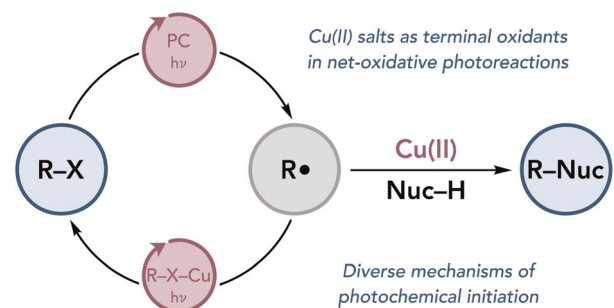 PC
hν
Cu(II) salts as terminal oxidants
in net-oxidative photoreactions
R–X
R•
Cu(II)
Nuc–H
R–Nuc
R–X–Cu
hν
Diverse mechanisms of
photochemical initiation